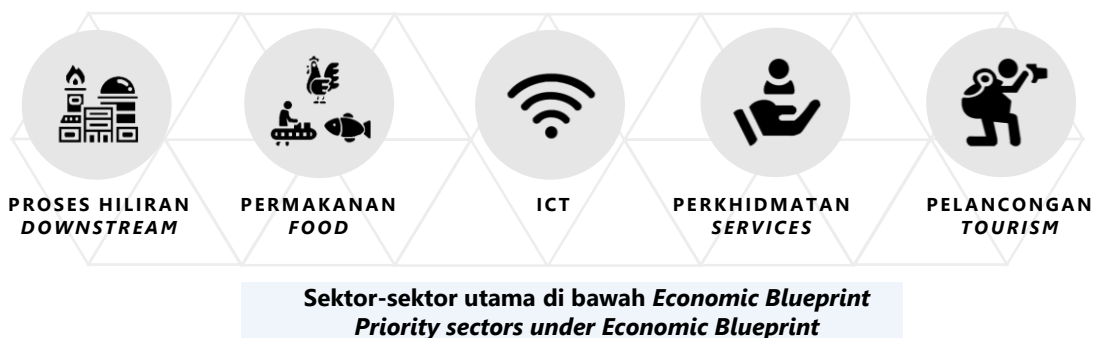 PROSES HILIRAN
DOWNSTREAM
PERMAKANAN
FOOD
ICT
PERKHIDMATAN
SERVICES
PELANCONGAN
TOURISM
Sektor-sektor utama di bawah Economic Blueprint
Priority sectors under Economic Blueprint